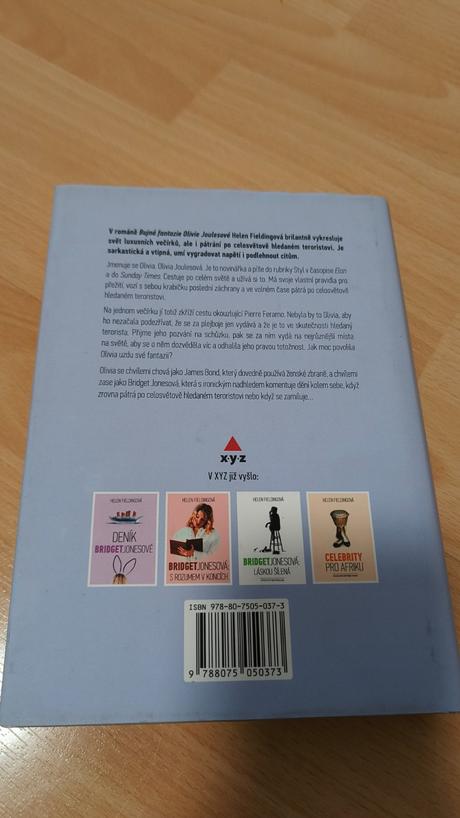 V románě Bujné fantazie Olivie Joulesové Helen Fieldingová brilantně vykresluje
svět luxusních večírků, ale i pátrání po celosvětově hledaném teroristovi. Je
sarkastická a vtipná, umí vygradovat napětí i podlehnout citům.
Jmenuje se Olivia. Olivia Joulesová. Je to novinářka a píše do rubriky Styl v časopise Elan
a do Sunday Times. Cestuje po celém světě a užívá si to. Má svoje vlastní pravidla pro
přežití, vozí s sebou krabičku poslední záchrany a ve volném čase pátrá po celosvětově
hledaném teroristovi.
Na jednom večírku jí totiž zkříží cestu okouzlující Pierre Feramo. Nebyla by to Olivia, aby
ho nezačala podezřívat, že se za plejboje jen vydává a že je to ve skutečnosti hledaný
terorista. Přijme jeho pozvání na schůzku, pak se za ním vydá na nejrůznější místa
na světě, aby se o něm dozvěděla víc a odhalila jeho pravou totožnost. Jak moc povolila
Olivia uzdu své fantazii?
Olivia se chvílemi chová jako James Bond, který dovedně používá ženské zbraně, a chvílemi
zase jako Bridget Jonesová, která s ironickým nadhledem komentuje dění kolem sebe, když
zrovna pátrá po celosvětově hledaném teroristovi nebo když se zamiluje...
x·y·z
V XYZ již vyšlo:
HELEN FIELDINGOVÁ
DENÍK
BRIDGET JONESOVÉ
HELEN FIELDINGOVÁ
BRIDGET JONESOVÁ:
S ROZUMEM V KONCÍCH
HELEN FIELDINGOVÁ
BRIDGET JONESOVÁ:
LÁSKOU ŠÍLENÁ
HELEN FIELDINGOVÁ
CELEBRITY
PRO AFRIKU
ISBN 978-80-7505-037-3
9 788075 050373